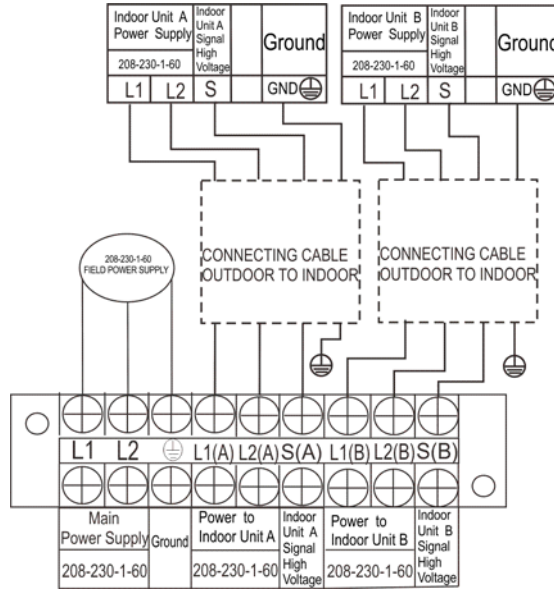 Indoor Unit A
Power Supply
208-230-1-60
Indoor
Unit A
Signal
High
Voltage
Ground
L1 L2 S GND
Indoor Unit B
Power Supply
208-230-1-60
Indoor
Unit B
Signal
High
Voltage
Ground
L1 L2 S GND
208-230-1-60
FIELD POWER SUPPLY
CONNECTING CABLE
OUTDOOR TO INDOOR
CONNECTING CABLE
OUTDOOR TO INDOOR
L1 L2 L1(A) L2(A) S(A) L1(B) L2(B) S(B)
Main
Power Supply
208-230-1-60
Ground
Power to
Indoor Unit A
208-230-1-60
Indoor
Unit A
Signal
High
Voltage
Power to
Indoor Unit B
208-230-1-60
Indoor
Unit B
Signal
High
Voltage